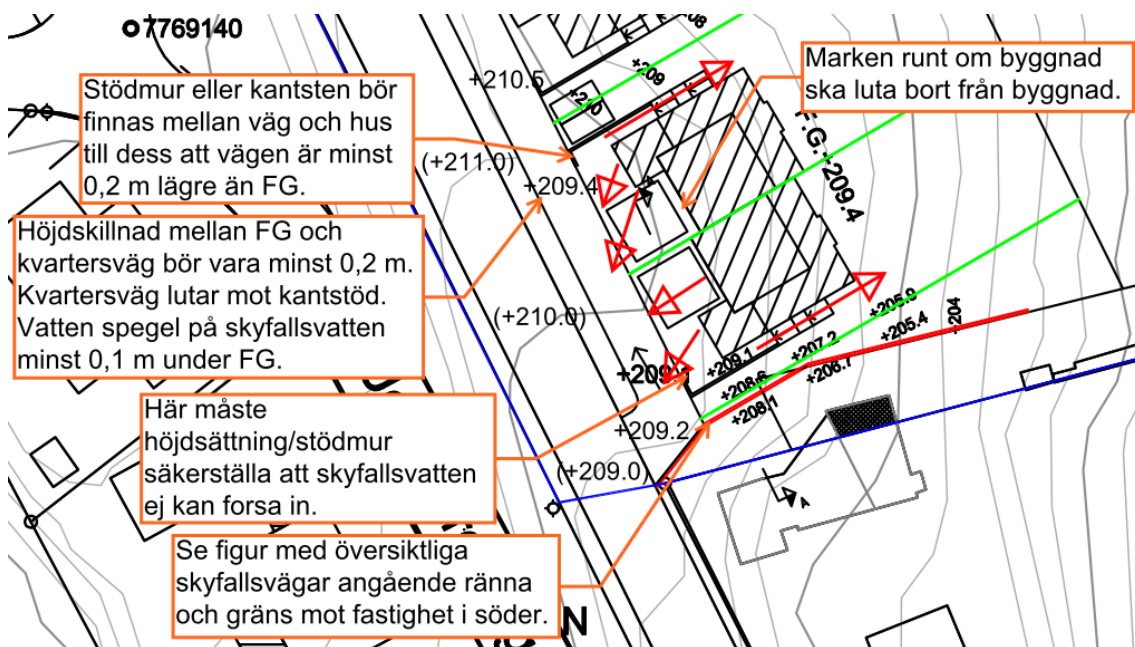 7769140
+208
+209
+210
+210.5
Marken runt om byggnad
ska luta bort från byggnad.
Stödmur eller kantsten bör
finnas mellan väg och hus
till dess att vägen är minst
0,2 m lägre än FG.
(+211.0)
+209.4
F.G.+209.4
Höjdskillnad mellan FG och
kvartersväg bör vara minst 0,2 m.
Kvartersväg lutar mot kantstöd.
Vatten spegel på skyfallsvatten
minst 0,1 m under FG.
(+210.0)
+205.9
+204
+205.4
+207.2
+206.7
+209.1
+208.6
+208.1
+209.2
(+209.0)
Här måste
höjdsättning/stödmur
säkerställa att skyfallsvatten
ej kan forsa in.
A
Se figur med översiktliga
skyfallsvägar angående ränna
och gräns mot fastighet i söder.
N